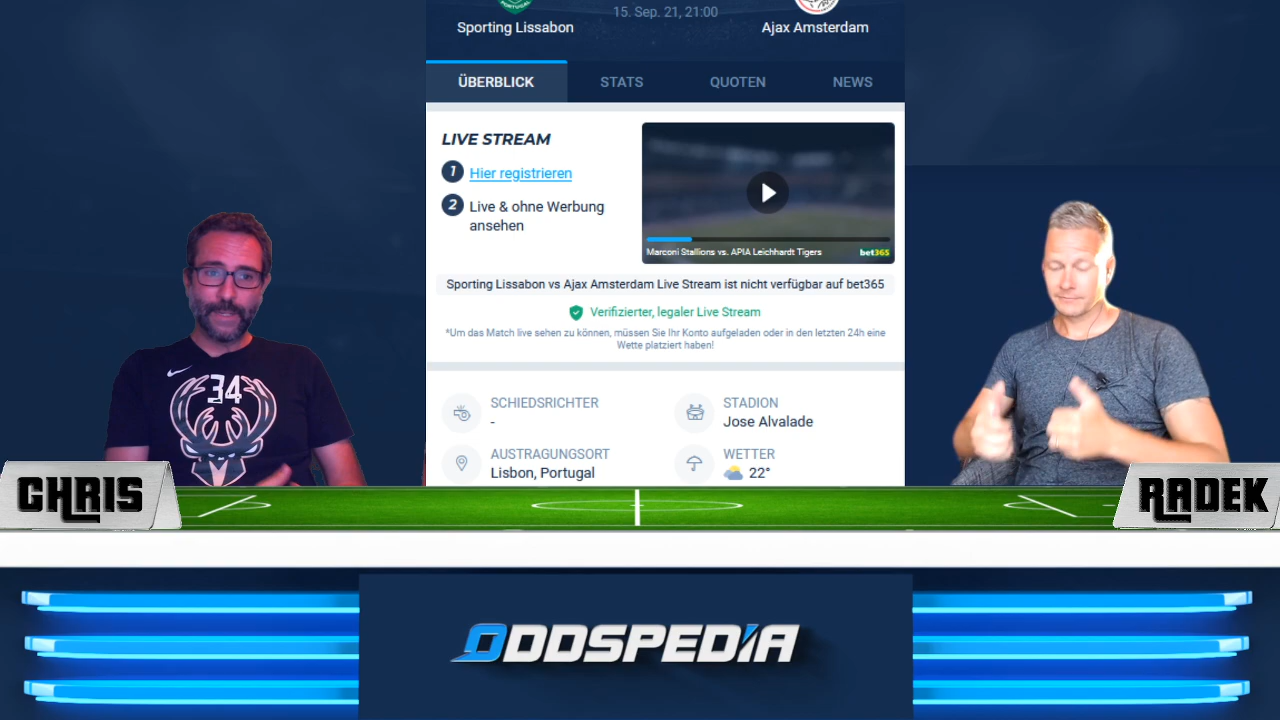 15. Sep. 21, 21:00
Sporting Lissabon
Ajax Amsterdam
ÜBERBLICK
STATS
QUOTEN
NEWS
LIVE STREAM
1 Hier registrieren
2 Live & ohne Werbung
ansehen
Marconi Stallions vs. APIA Leichhardt Tigers
bet365
Sporting Lissabon vs Ajax Amsterdam Live Stream ist nicht verfügbar auf bet365
Verifizierter, legaler Live Stream
*Um das Match live sehen zu können, müssen Sie Ihr Konto aufgeladen oder in den letzten 24h eine
Wette platziert haben!
SCHIEDSRICHTER
-
STADION
Jose Alvalade
AUSTRAGUNGSORT
Lisbon, Portugal
WETTER
22°
PORTUGAL
34
CHRIS
RADEK
ODDSPEDIA